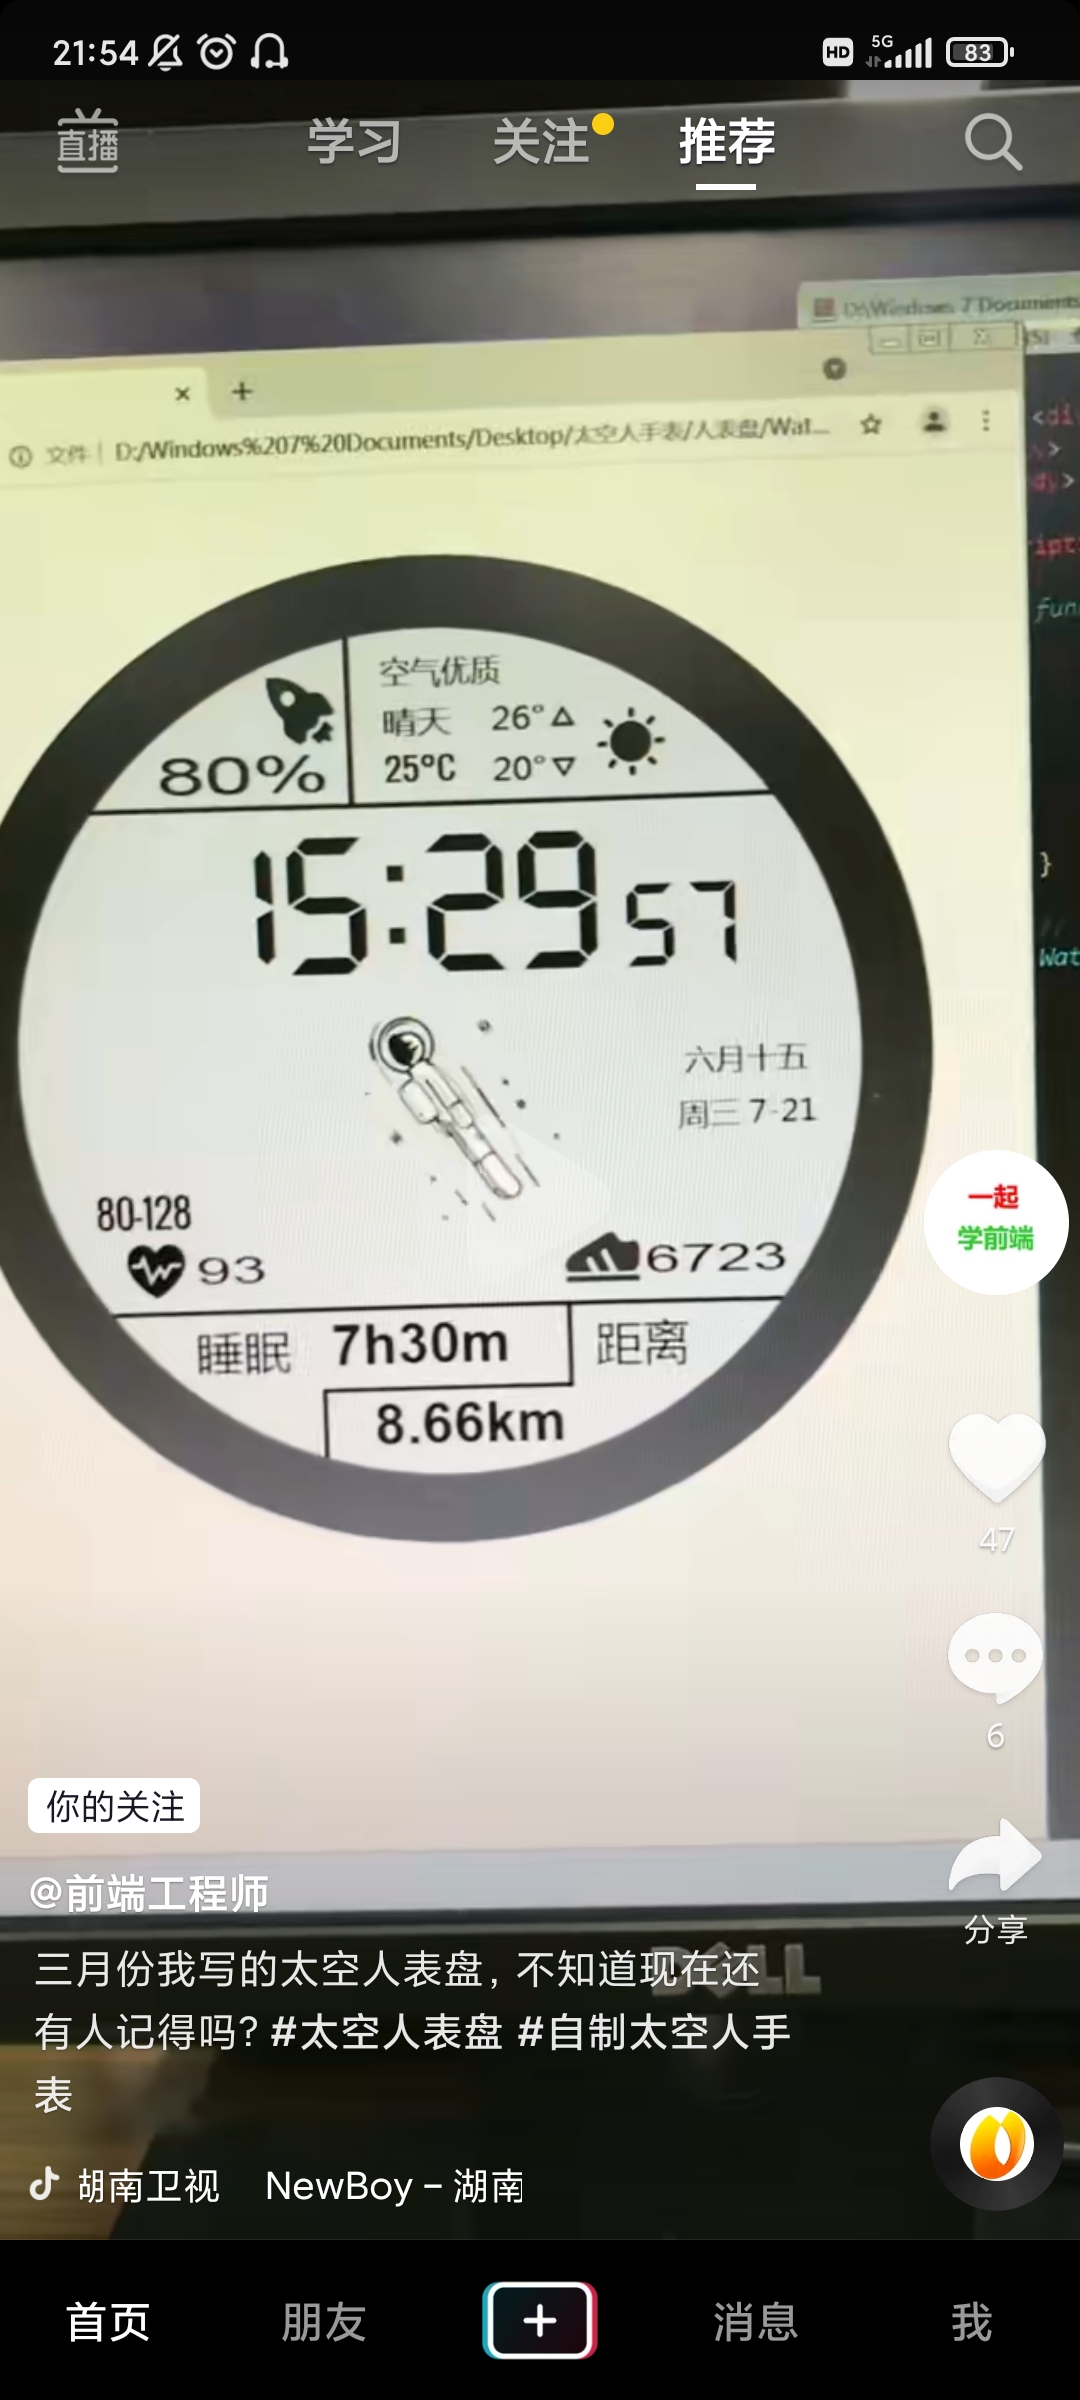 21:54
HD
5G
83
直播
学习
关注
推荐
D:\Windows 7 Documents
文件
D:/Windows%207%20Documents/Desktop/太空人手表/人表盘/Wat...
<di
>
dy>
ript
fun
}
//
Wat
空气优质
晴天 26°
25°C 20°
80%
15:29 57
六月十五
周三 7-21
80-128
93
6723
睡眠 7h30m 距离
8.66km
一起
学前端
47
6
分享
你的关注
@前端工程师
DELL
三月份我写的太空人表盘，不知道现在还
有人记得吗？#太空人表盘 #自制太空人手
表
胡南卫视 NewBoy – 湖南
首页
朋友
消息
我